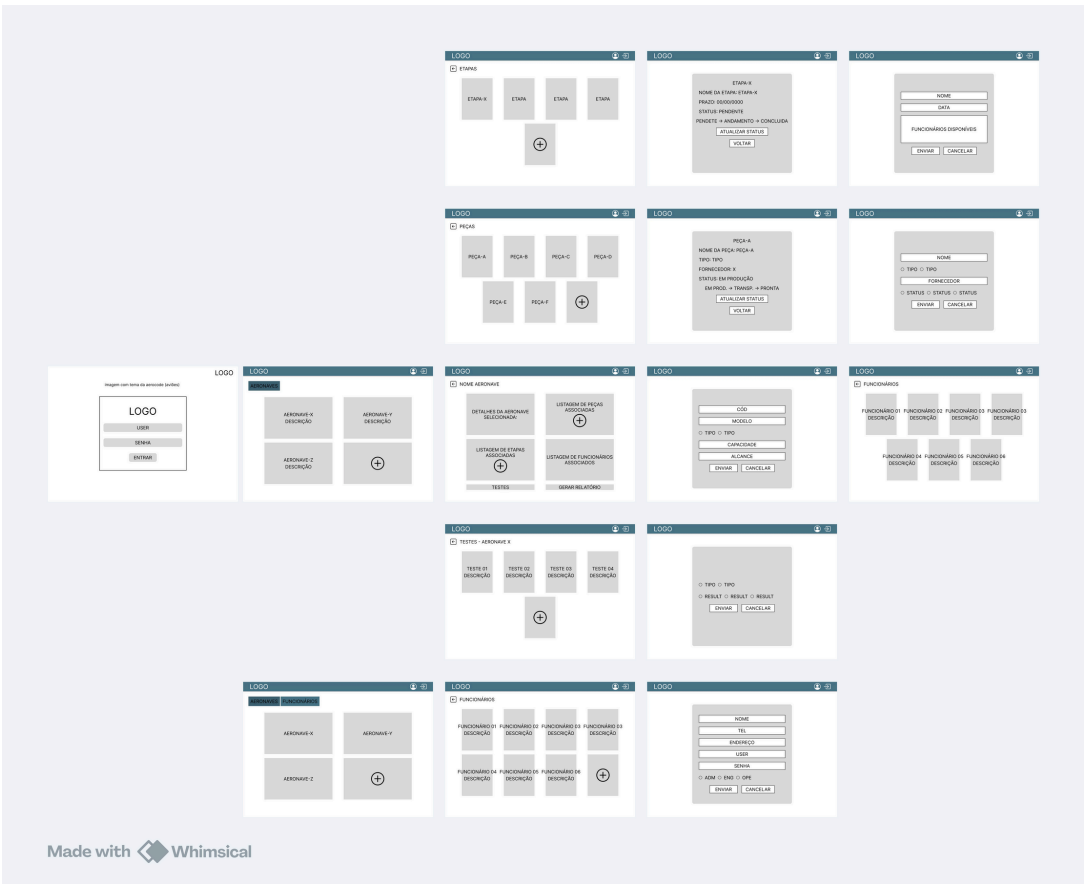 LOGO
ETAPAS
ETAPA-X
ETAPA
ETAPA
ETAPA
LOGO
ETAPA-X
NOME DA ETAPA: ETAPA-X
PRAZO: 00/00/0000
STATUS: PENDENTE
PENDETE → ANDAMENTO → CONCLUIDA
ATUALIZAR STATUS
VOLTAR
LOGO
NOME
DATA
FUNCIONÁRIOS DISPONÍVEIS
ENVIAR
CANCELAR
LOGO
PEÇAS
PEÇA-A
PEÇA-B
PEÇA-C
PEÇA-D
PEÇA-E
PEÇA-F
LOGO
PEÇA-A
NOME DA PEÇA: PEÇA-A
TIPO: TIPO
FORNECEDOR: X
STATUS: EM PRODUÇÃO
EM PROD. → TRANSP. → PRONTA
ATUALIZAR STATUS
VOLTAR
LOGO
NOME
TIPO TIPO
FORNECEDOR
STATUS STATUS STATUS
ENVIAR
CANCELAR
LOGO
imagem com tema da aerocode (aviões)
LOGO
USER
SENHA
ENTRAR
LOGO
AERONAVES
AERONAVE-X
DESCRIÇÃO
AERONAVE-Y
DESCRIÇÃO
AERONAVE-Z
DESCRIÇÃO
LOGO
NOME AERONAVE
DETALHES DA AERONAVE
SELECIONADA:
LISTAGEM DE PEÇAS
ASSOCIADAS
LISTAGEM DE ETAPAS
ASSOCIADAS
LISTAGEM DE FUNCIONÁRIOS
ASSOCIADOS
TESTES
GERAR RELATÓRIO
LOGO
CÓD
MODELO
TIPO TIPO
CAPACIDADE
ALCANCE
ENVIAR
CANCELAR
LOGO
FUNCIONÁRIOS
FUNCIONÁRIO 01
DESCRIÇÃO
FUNCIONÁRIO 02
DESCRIÇÃO
FUNCIONÁRIO 03
DESCRIÇÃO
FUNCIONÁRIO 03
DESCRIÇÃO
FUNCIONÁRIO 04
DESCRIÇÃO
FUNCIONÁRIO 05
DESCRIÇÃO
FUNCIONÁRIO 06
DESCRIÇÃO
LOGO
TESTES - AERONAVE X
TESTE 01
DESCRIÇÃO
TESTE 02
DESCRIÇÃO
TESTE 03
DESCRIÇÃO
TESTE 04
DESCRIÇÃO
LOGO
TIPO TIPO
RESULT RESULT RESULT
ENVIAR
CANCELAR
LOGO
AERONAVES
FUNCIONÁRIOS
AERONAVE-X
AERONAVE-Y
AERONAVE-Z
LOGO
FUNCIONÁRIOS
FUNCIONÁRIO 01
DESCRIÇÃO
FUNCIONÁRIO 02
DESCRIÇÃO
FUNCIONÁRIO 03
DESCRIÇÃO
FUNCIONÁRIO 03
DESCRIÇÃO
FUNCIONÁRIO 04
DESCRIÇÃO
FUNCIONÁRIO 05
DESCRIÇÃO
FUNCIONÁRIO 06
DESCRIÇÃO
LOGO
NOME
TEL
ENDEREÇO
USER
SENHA
ADM ENG OPE
ENVIAR
CANCELAR
Made with Whimsical